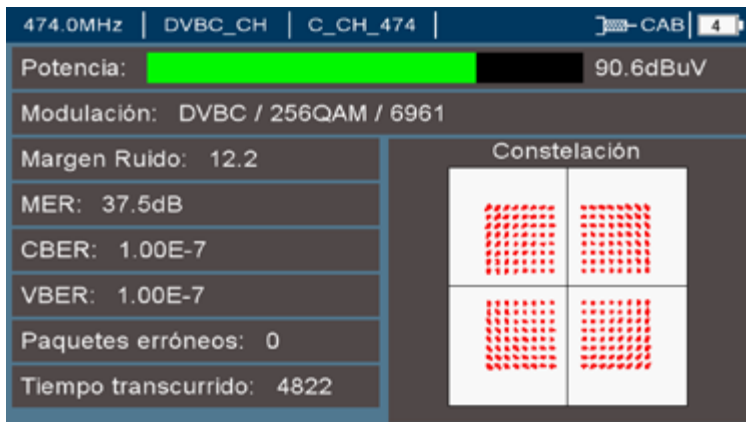 474.0MHz DVBC_CH C_CH_474 CAB 4
Potencia: 90.6dBuV
Modulación: DVBC / 256QAM / 6961
Margen Ruido: 12.2
MER: 37.5dB
CBER: 1.00E-7
VBER: 1.00E-7
Paquetes erróneos: 0
Tiempo transcurrido: 4822
Constelación